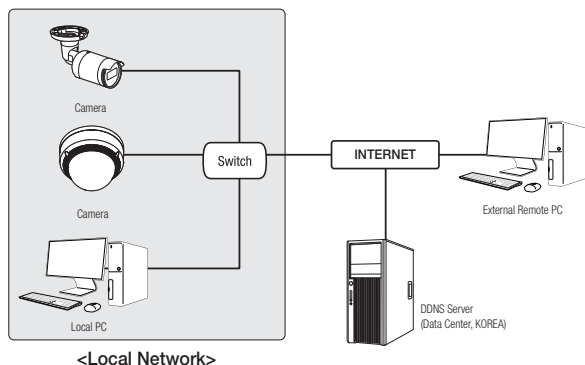 Camera
Camera
Local PC
Switch
INTERNET
External Remote PC
DDNS Server
(Data Center, KOREA)
<Local Network>